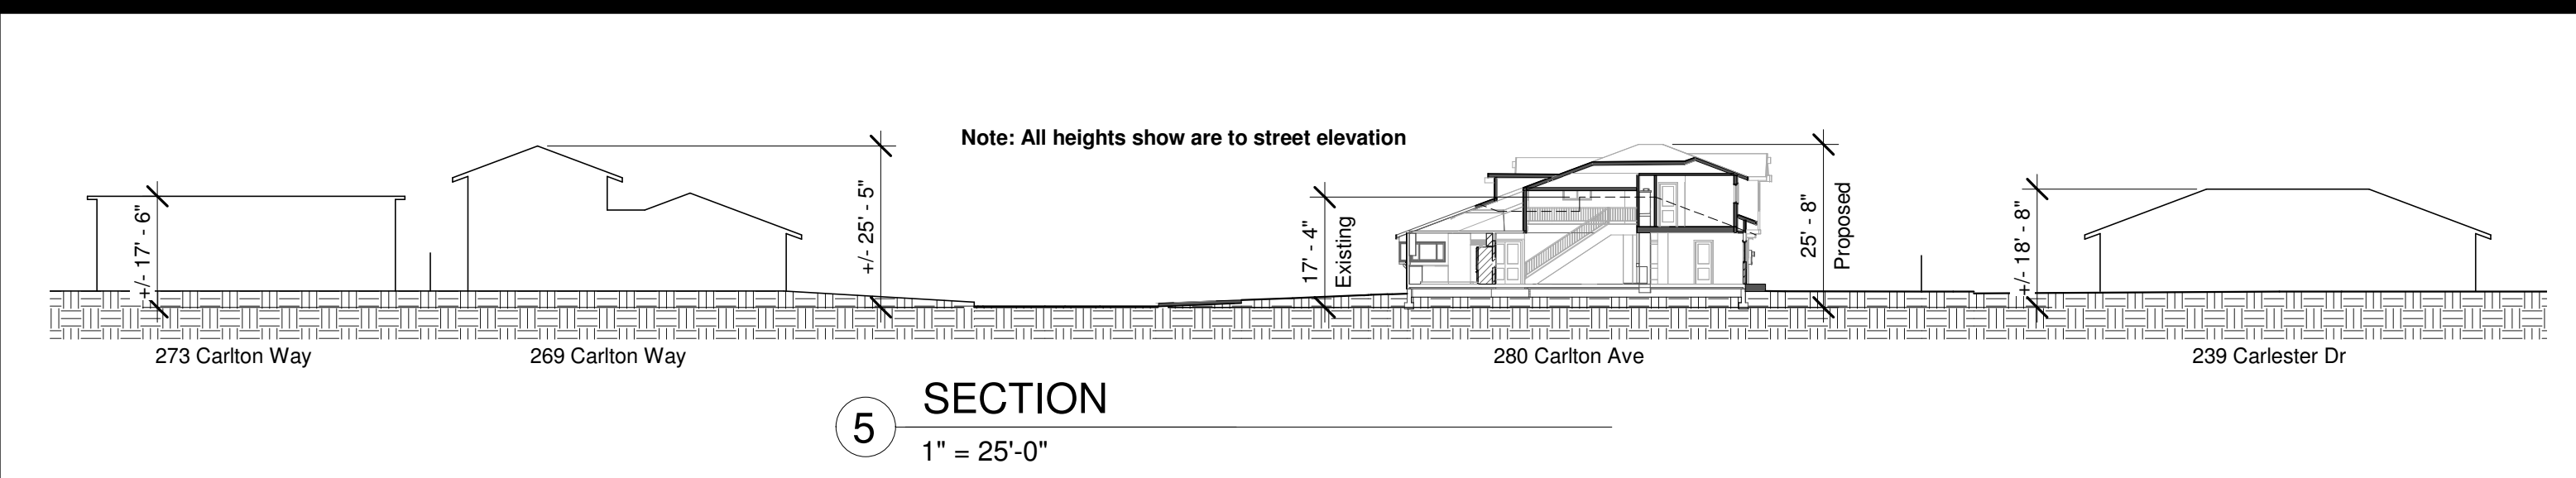 Note: All heights show are to street elevation
+/- 17' - 6"
+/- 25' - 5"
17' - 4"
Existing
25' - 8"
Proposed
+/- 18' - 8"
273 Carlton Way
269 Carlton Way
280 Carlton Ave
239 Carlester Dr
5
SECTION
1" = 25'-0"